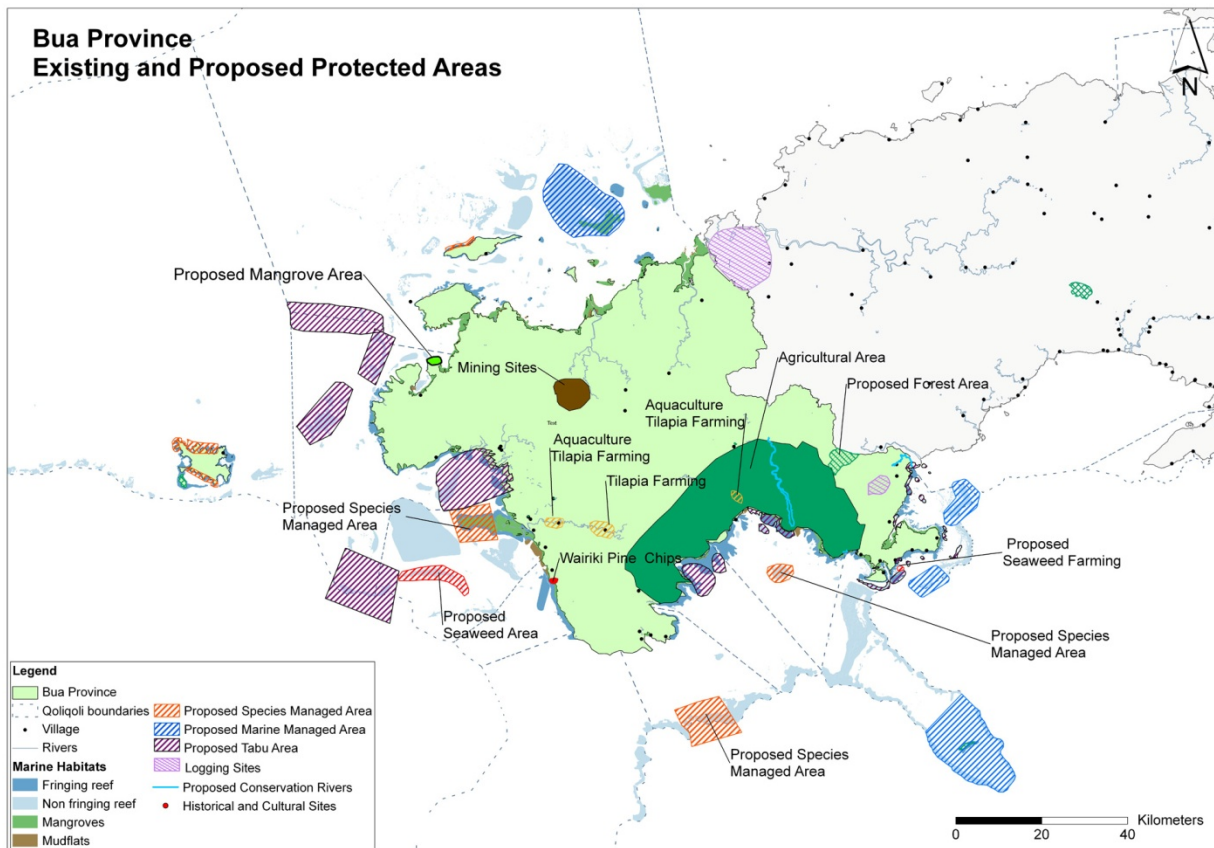 Bua Province
Existing and Proposed Protected Areas
N
Proposed Mangrove Area
Mining Sites
Agricultural Area
Proposed Forest Area
Aquaculture
Tilapia Farming
Text
Aquaculture
Tilapia Farming
Tilapia Farming
Proposed Species
Managed Area
Wairiki Pine Chips
Proposed
Seaweed Farming
Proposed
Seaweed Area
Proposed Species
Managed Area
Proposed Species
Managed Area
Legend
Bua Province
Qoliqoli boundaries
Village
Rivers
Marine Habitats
Fringing reef
Non fringing reef
Mangroves
Mudflats
Proposed Species Managed Area
Proposed Marine Managed Area
Proposed Tabu Area
Logging Sites
Proposed Conservation Rivers
Historical and Cultural Sites
Kilometers
0 20 40